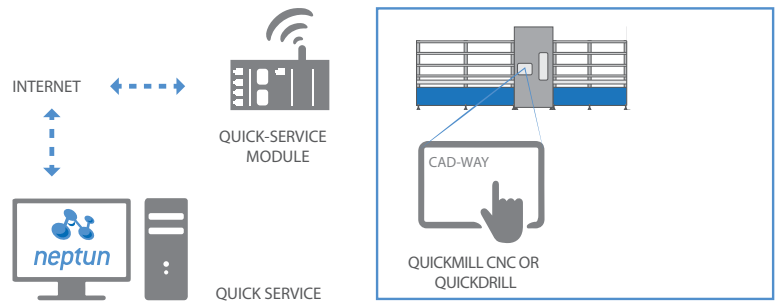 INTERNET
QUICK-SERVICE
MODULE
neptun
QUICK SERVICE
CAD-WAY
QUICKMILL CNC OR
QUICKDRILL